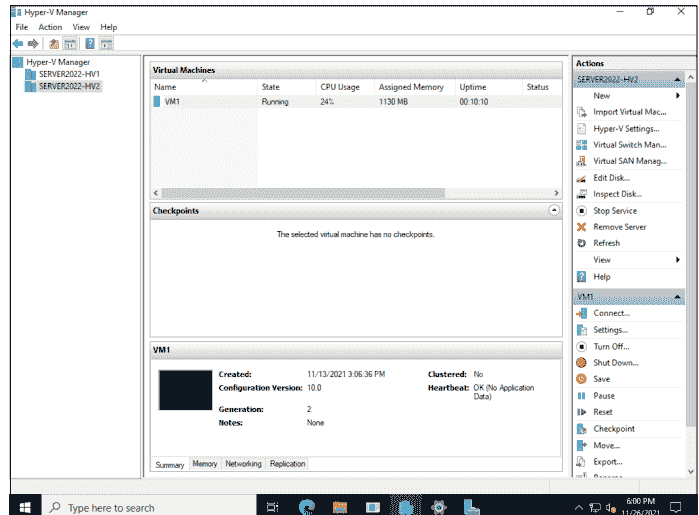 Hyper-V Manager
File Action View Help
Hyper-V Manager
SERVER2022-HV1
SERVER2022-HV2
Virtual Machines
Name State CPU Usage Assigned Memory Uptime Status
VM1 Running 24% 1130 MB 00:10:10
Checkpoints
The selected virtual machine has no checkpoints.
VM1
Created: 11/13/2021 3:06:36 PM Clustered: No
Configuration Version: 10.0 Heartbeat: OK (No Application
Data)
Generation: 2
Notes: None
Summary Memory Networking Replication
Actions
SERVER2022-HV2
New
Import Virtual Mac...
Hyper-V Settings...
Virtual Switch Man...
Virtual SAN Manag...
Edit Disk...
Inspect Disk...
Stop Service
Remove Server
Refresh
View
Help
VM1
Connect...
Settings...
Turn Off...
Shut Down...
Save
Pause
Reset
Checkpoint
Move...
Export...
Type here to search
6:00 PM
11/26/2021